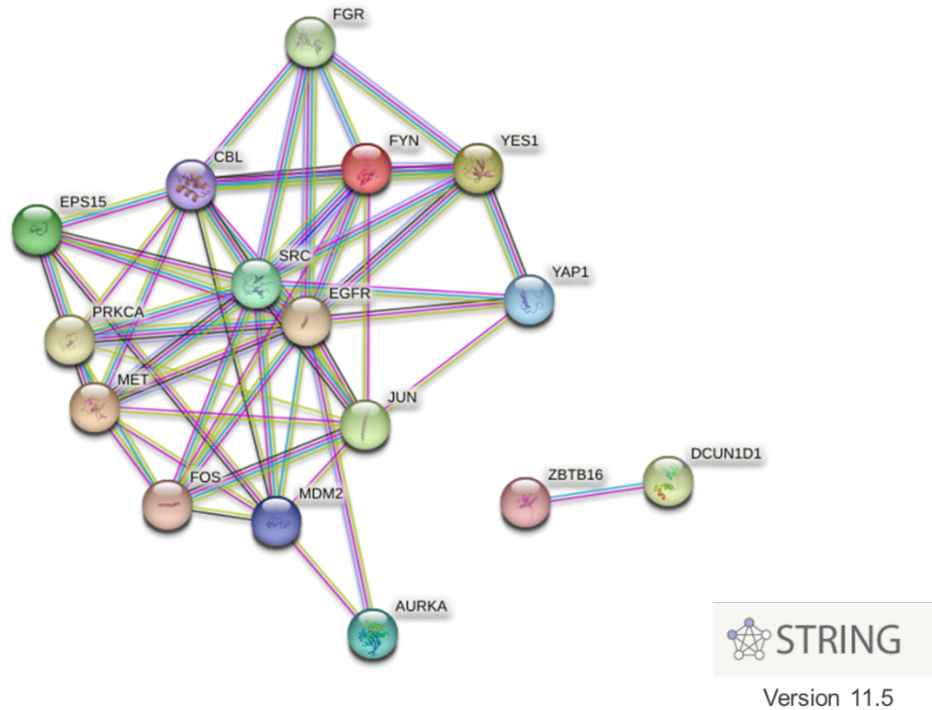 FGR
FYN
YES1
CBL
EPS15
SRC
YAP1
EGFR
PRKCA
MET
JUN
DCUN1D1
ZBTB16
FOS
MDM2
AURKA
STRING
Version 11.5